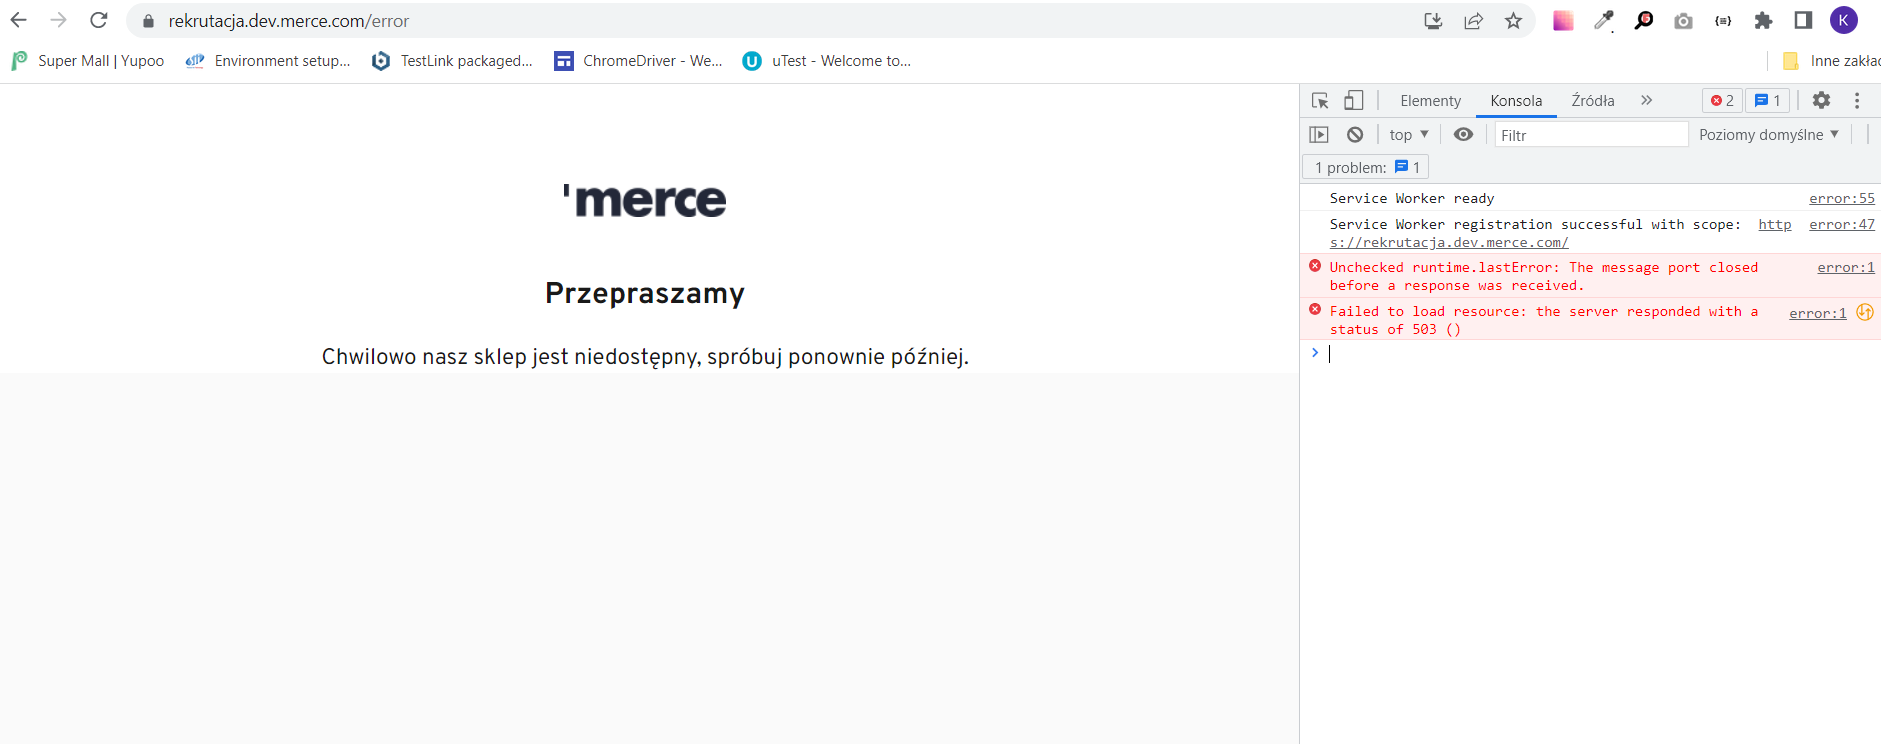 rekrutacja.dev.merce.com/error
K
Super Mall | Yupoo
Environment setup...
TestLink packaged...
ChromeDriver - We...
uTest - Welcome to...
Inne zakład
Elementy
Konsola
Źródła
2
1
top
Filtr
Poziomy domyślne
1 problem:
1
Service Worker ready
error:55
Service Worker registration successful with scope: http
error:47
s://rekrutacja.dev.merce.com/
Unchecked runtime.lastError: The message port closed
error:1
before a response was received.
Failed to load resource: the server responded with a
error:1
status of 503 ()
'merce
Przepraszamy
Chwilowo nasz sklep jest niedostępny, spróbuj ponownie później.